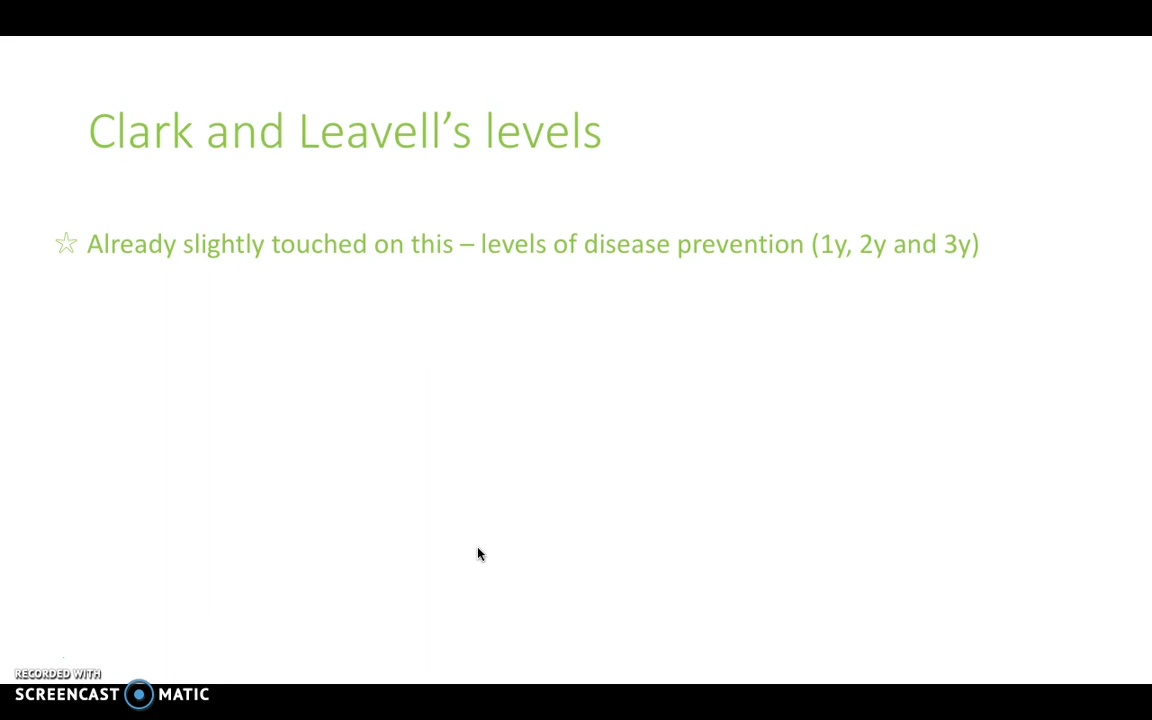 Clark and Leavell’s levels
☆ Already slightly touched on this – levels of disease prevention (1y, 2y and 3y)
RECORDED WITH
SCREENCAST MATIC